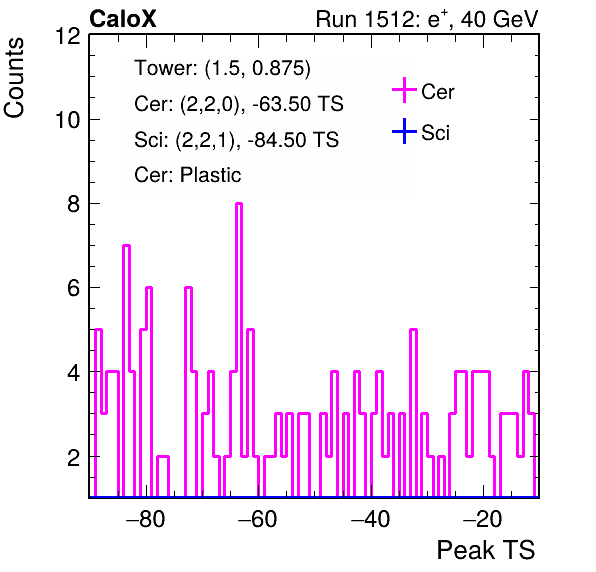 CaloX Run 1512: e⁺, 40 GeV
Counts
12
10
8
6
4
2
Tower: (1.5, 0.875)
Cer: (2,2,0), -63.50 TS
Sci: (2,2,1), -84.50 TS
Cer: Plastic
Cer
Sci
−80 −60 −40 −20
Peak TS